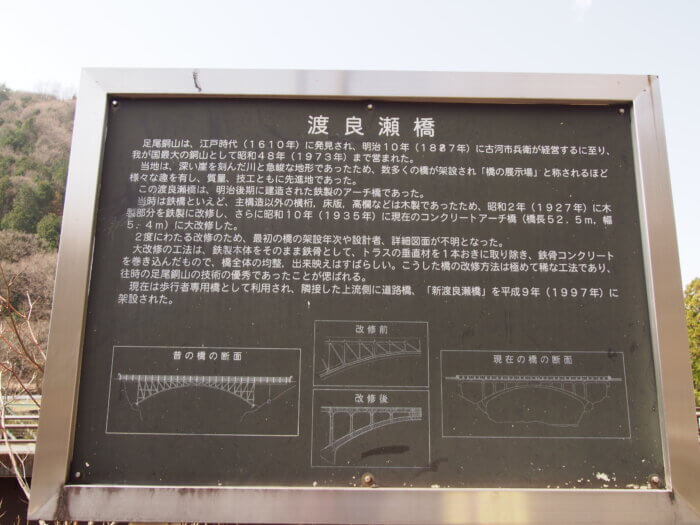 渡良瀬橋
足尾銅山は、江戸時代（1610年）に発見され、明治10年（1877年）に古河市兵衛が経営するに至り、
我が国最大の銅山として昭和48年（1973年）まで営まれた。
当地は、深い崖を刻んだ川と急峻な地形であったため、数多くの橋が架設され「橋の展示場」と称されるほど
様々な趣を有し、質量、技工ともに先進地であった。
この渡良瀬橋は、明治後期に建造された鉄製のアーチ橋であった。
当時は鉄橋といえど、主構造以外の横桁、床版、高欄などは木製であったため、昭和2年（1927年）に木
製部分を鉄製に改修し、さらに昭和10年（1935年）に現在のコンクリートアーチ橋（橋長52．5m，幅
5．4m）に大改修した。
2度にわたる改修のため、最初の橋の架設年次や設計者、詳細図面が不明となった。
大改修の工法は、鉄製本体をそのまま鉄骨として、トラスの垂直材を1本おきに取り除き、鉄骨コンクリート
を巻き込んだもので、橋全体の均整、出来映えはすばらしい。こうした橋の改修方法は極めて稀な工法であり、
往時の足尾銅山の技術の優秀であったことが偲ばれる。
現在は歩行者専用橋として利用され、隣接した上流側に道路橋、「新渡良瀬橋」を平成9年（1997年）に
架設された。
昔の橋の断面
改修前
改修後
現在の橋の断面